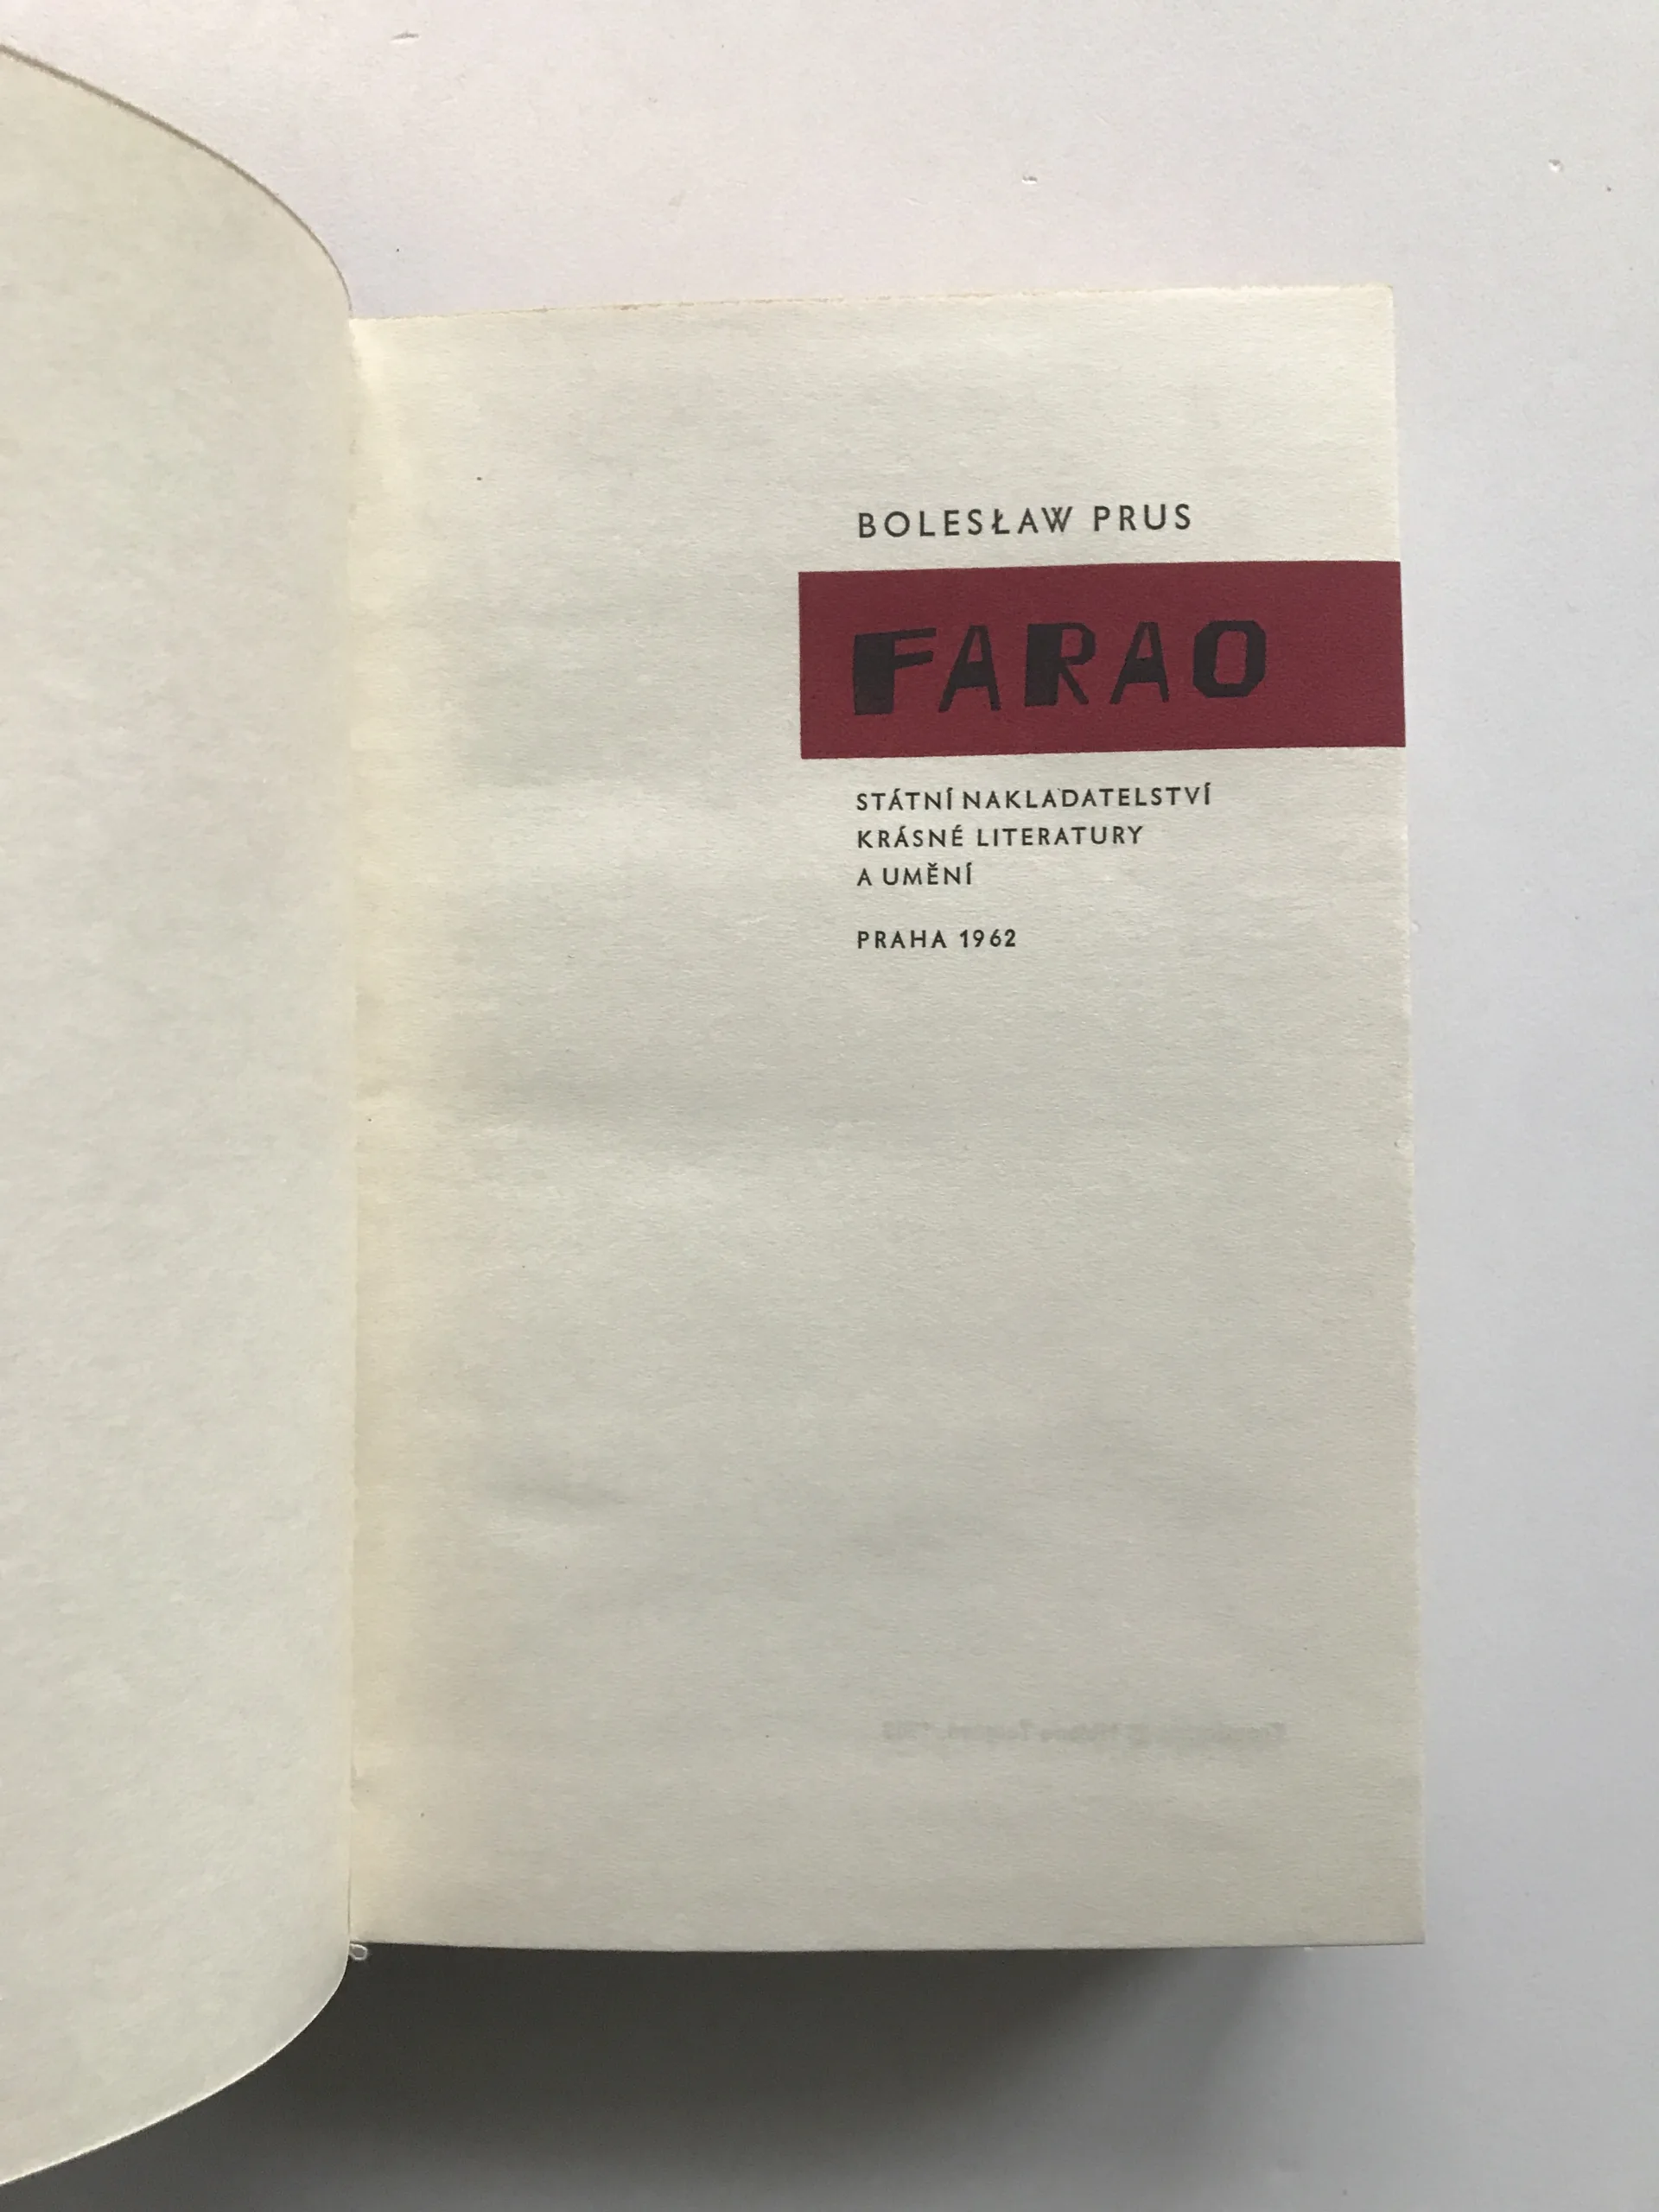 BOLESŁAW PRUS
FARAO
STÁTNÍ NAKLADATELSTVÍ
KRÁSNÉ LITERATURY
A UMĚNÍ
PRAHA 1962